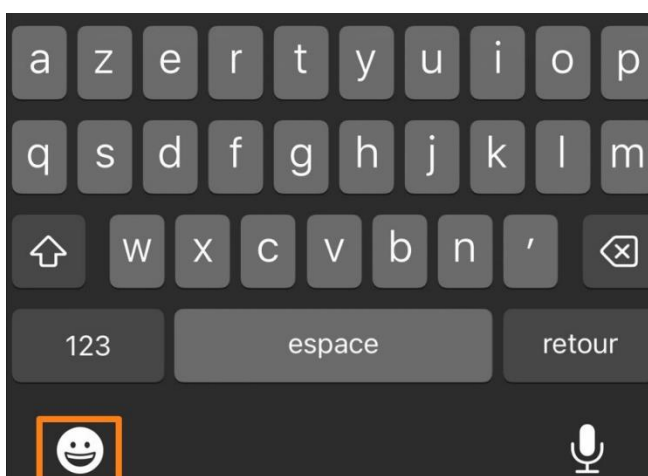 a z e r t y u i o p
q s d f g h j k l m
w x c v b n ′
123 espace retour